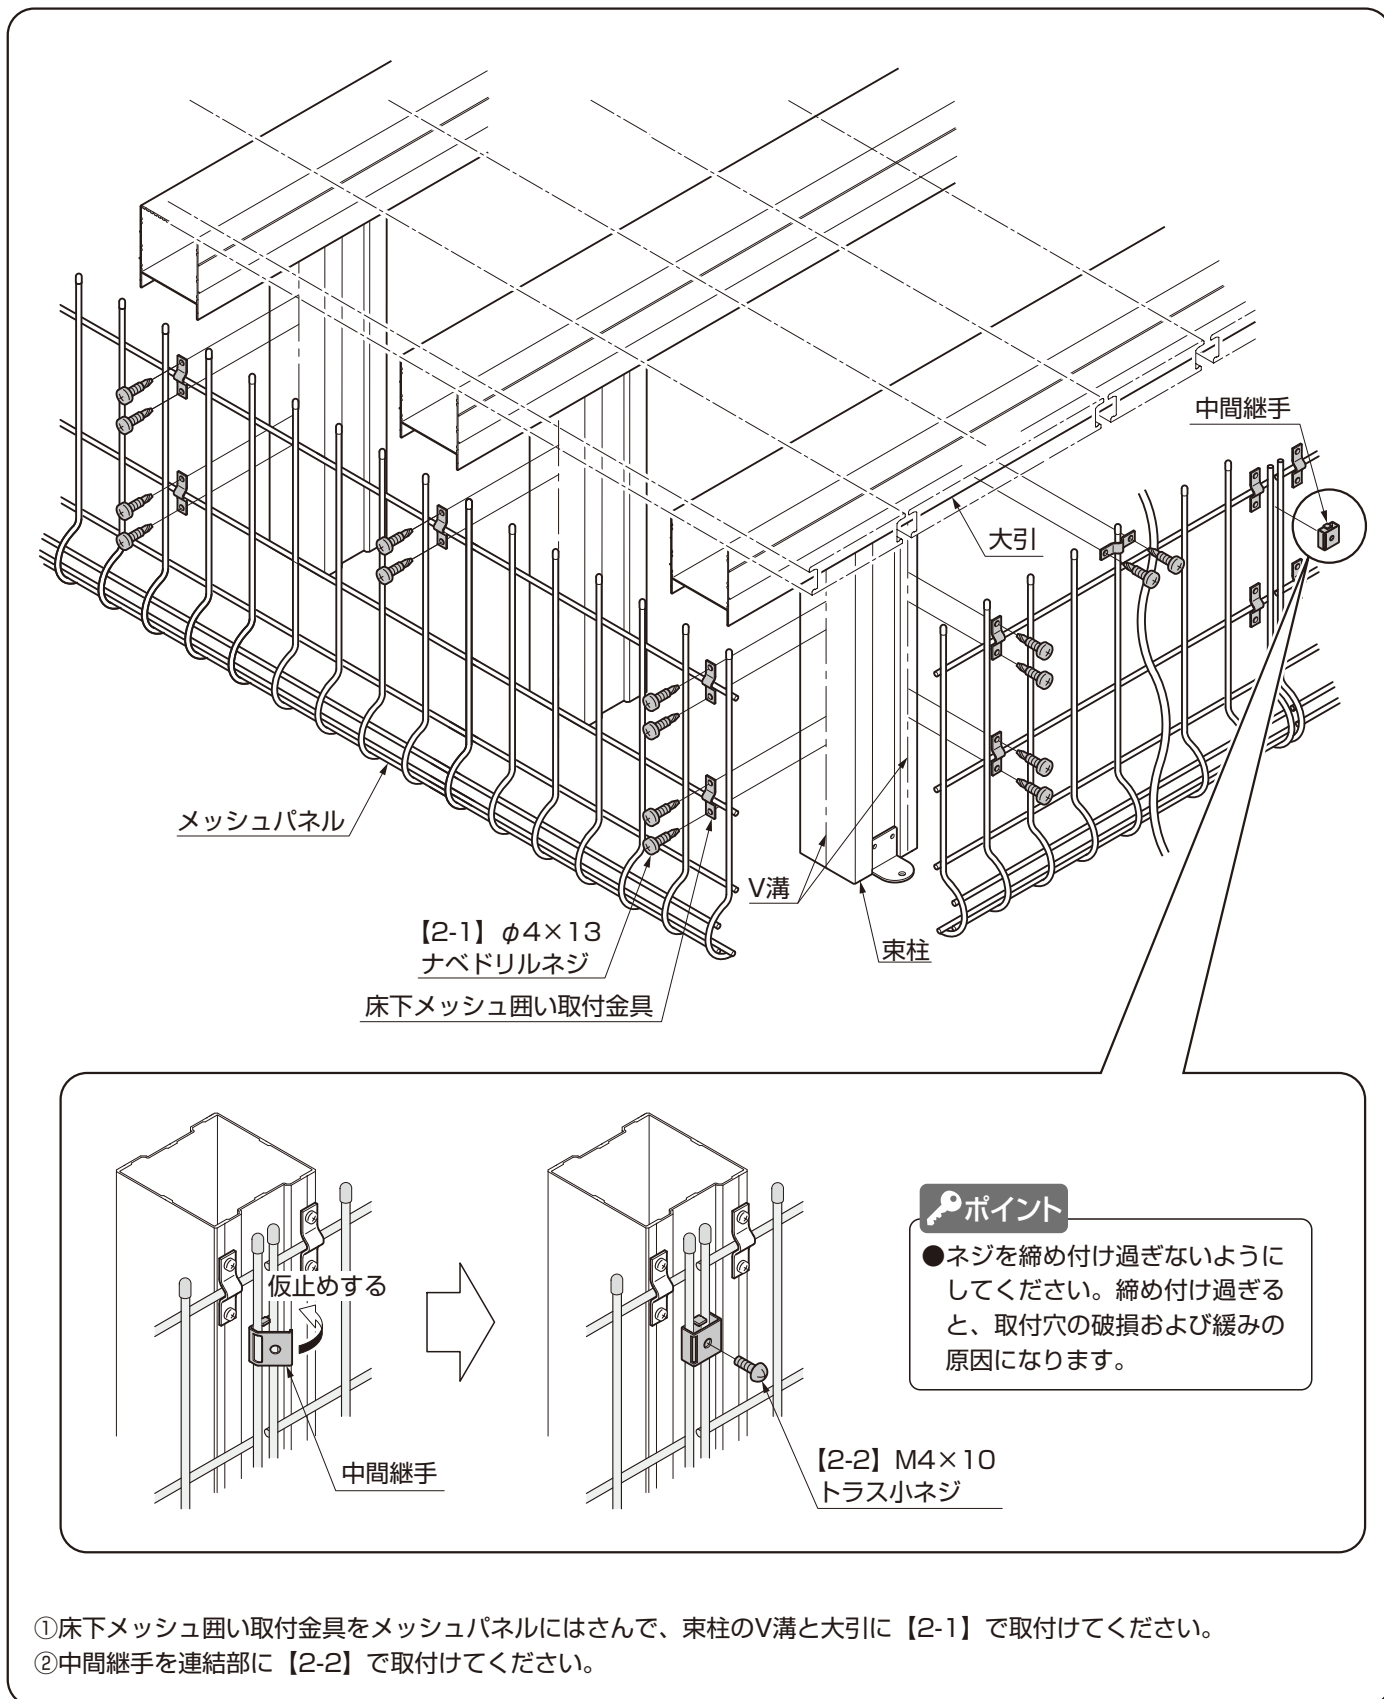 中間継手
大引
メッシュパネル
V溝
【2-1】φ4×13
ナベドリルネジ
束柱
床下メッシュ囲い取付金具
仮止めする
中間継手
【2-2】M4×10
トラス小ネジ
ポイント
●ネジを締め付け過ぎないように
してください。締め付け過ぎる
と、取付穴の破損および緩みの
原因になります。
①床下メッシュ囲い取付金具をメッシュパネルにはさんで、束柱のV溝と大引に【2-1】で取付けてください。
②中間継手を連結部に【2-2】で取付けてください。